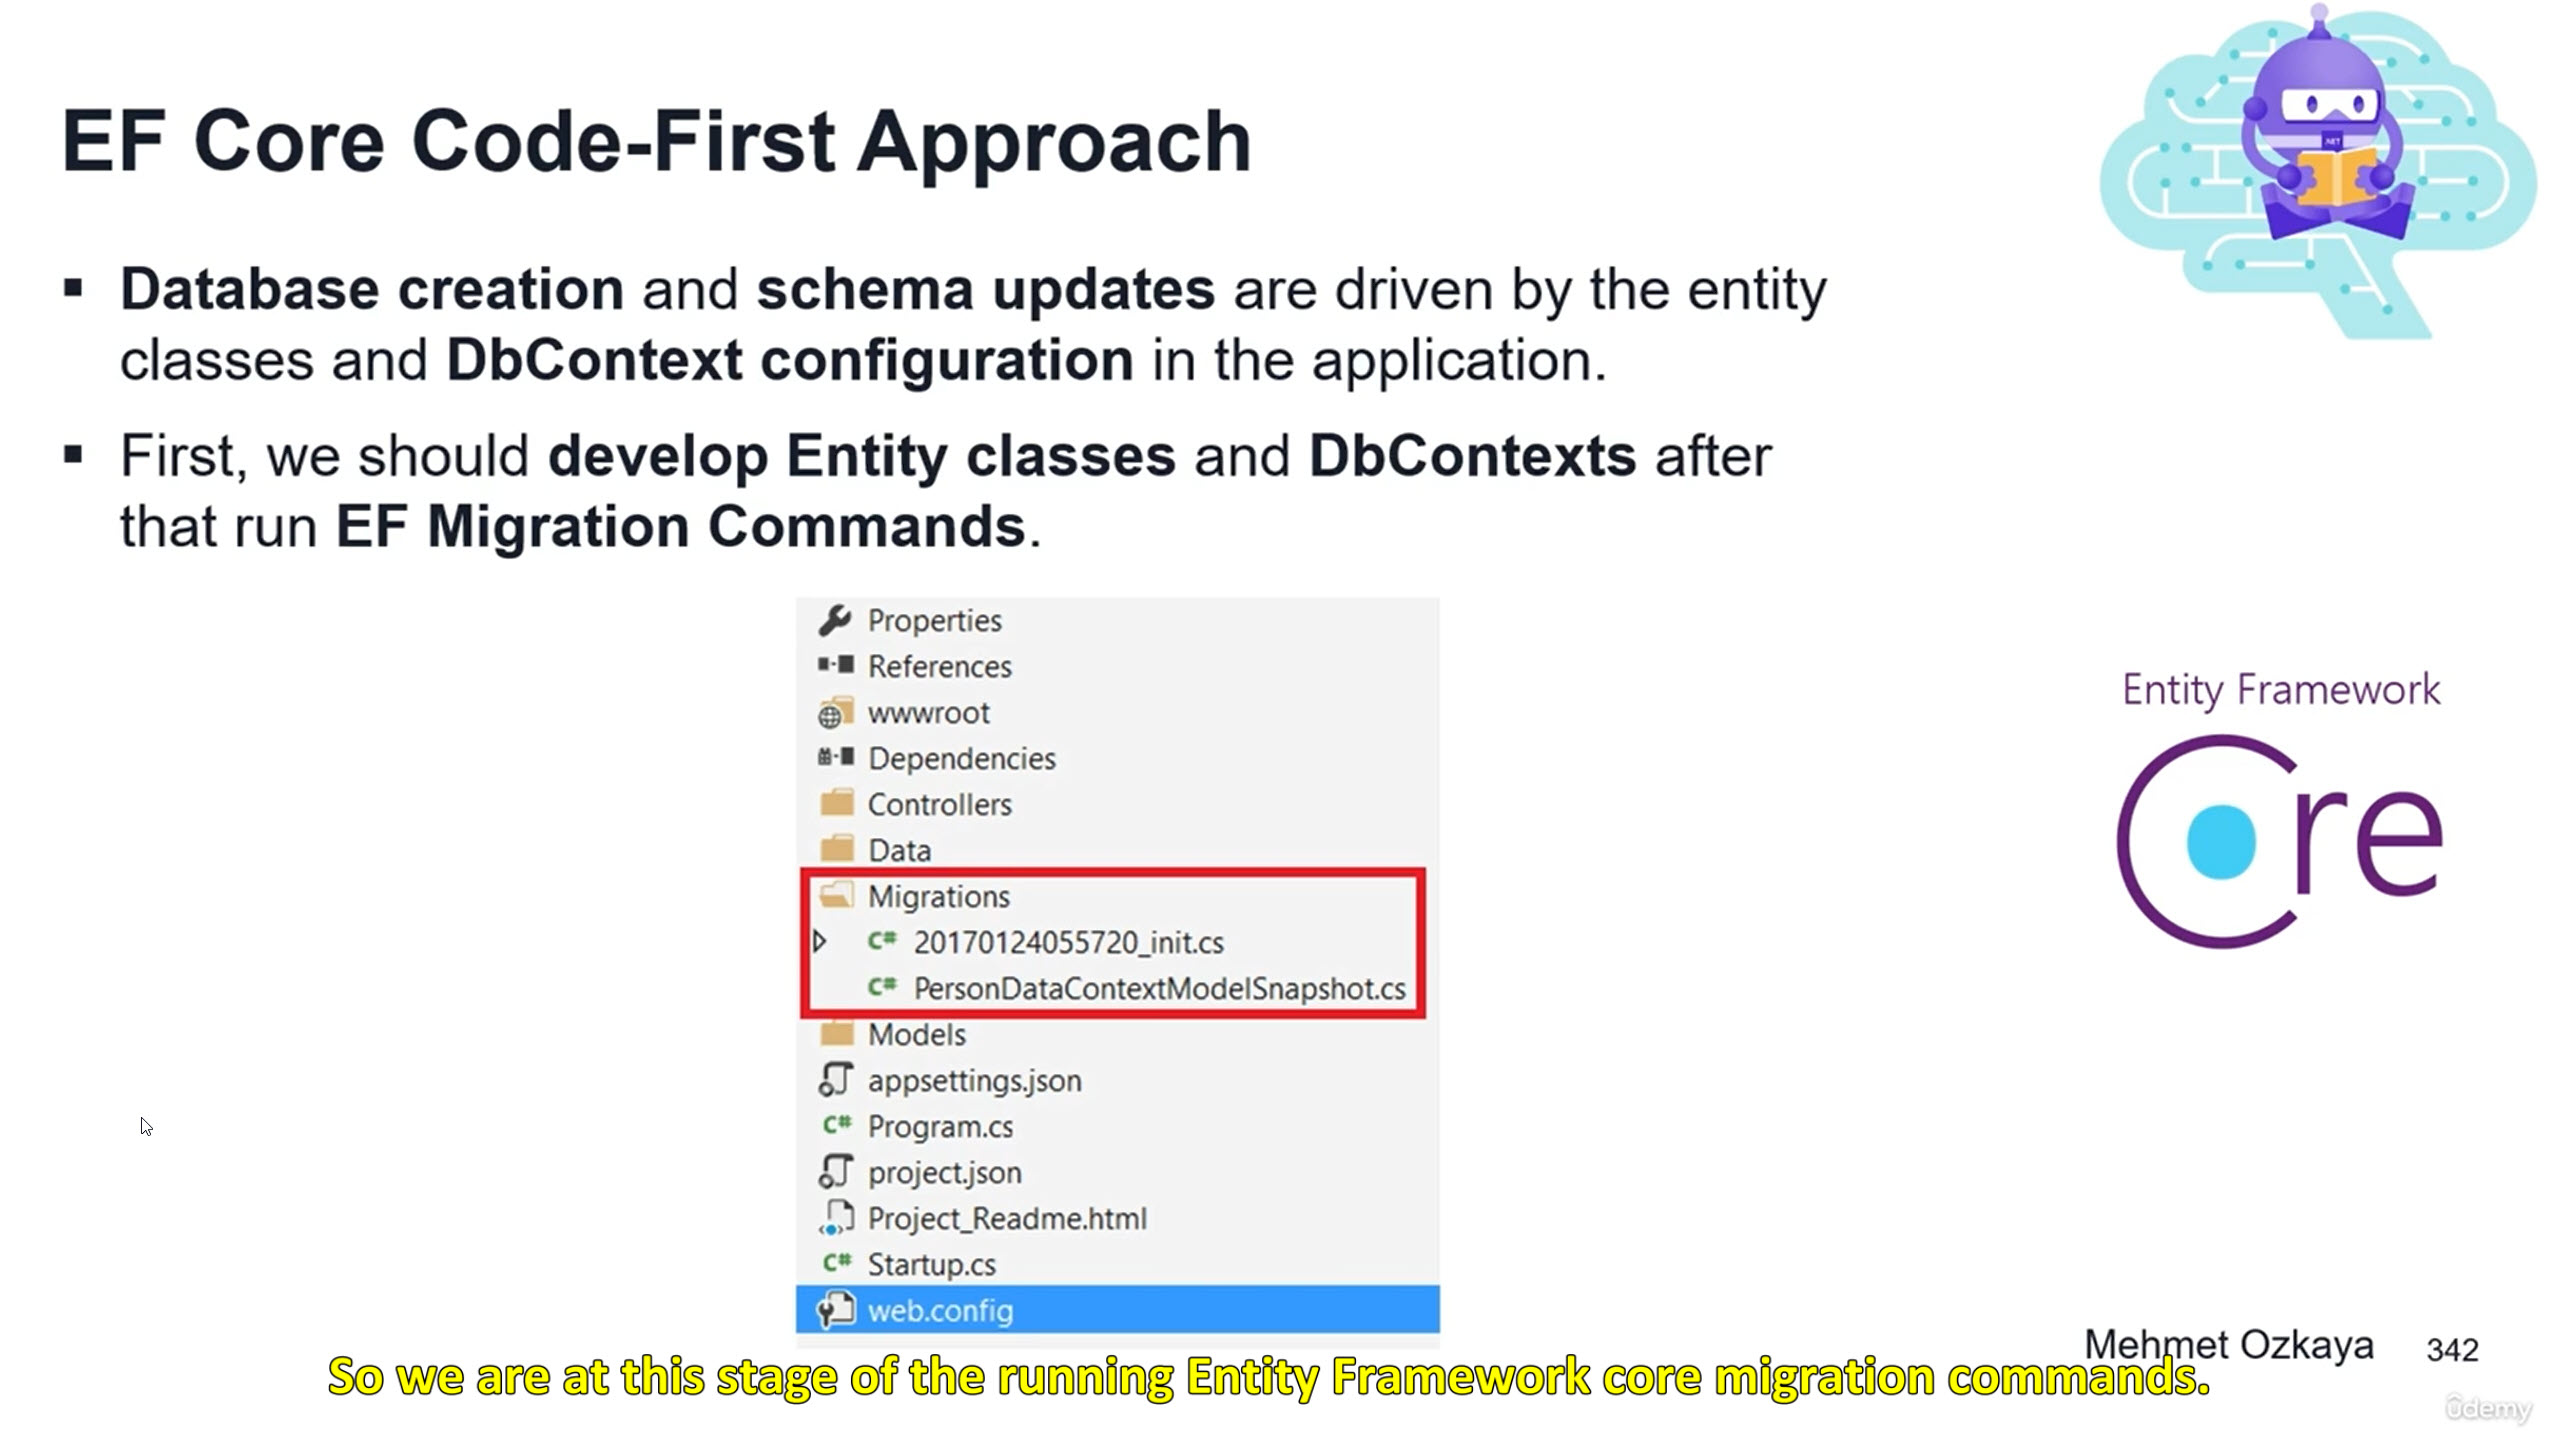 EF Core Code-First Approach
▪ Database creation and schema updates are driven by the entity
classes and DbContext configuration in the application.
▪ First, we should develop Entity classes and DbContexts after
that run EF Migration Commands.
.NET
Properties
References
wwwroot
Dependencies
Controllers
Data
Migrations
C# 20170124055720_init.cs
C# PersonDataContextModelSnapshot.cs
Models
appsettings.json
C# Program.cs
project.json
Project_Readme.html
C# Startup.cs
web.config
Entity Framework
Core
Mehmet Ozkaya 342
So we are at this stage of the running Entity Framework core migration commands.
ûdemy